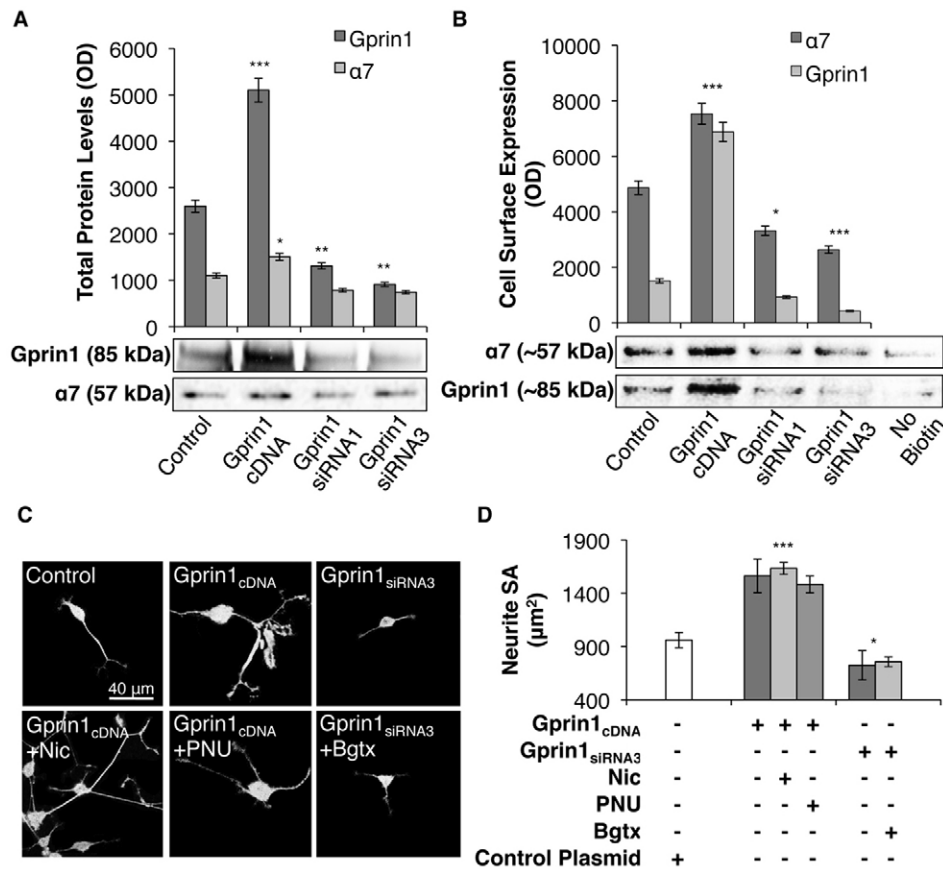 A
Gprin1
α7
Total Protein Levels (OD)
6000
5000
4000
3000
2000
1000
0
***
*
**
**
Gprin1 (85 kDa)
α7 (57 kDa)
Control
Gprin1 cDNA
Gprin1 siRNA1
Gprin1 siRNA3
B
α7
Gprin1
Cell Surface Expression
(OD)
10000
8000
6000
4000
2000
0
***
*
***
α7 (~57 kDa)
Gprin1 (~85 kDa)
Control
Gprin1 cDNA
Gprin1 siRNA1
Gprin1 siRNA3
No Biotin
C
Control
40 µm
Gprin1cDNA
Gprin1siRNA3
Gprin1cDNA
+Nic
Gprin1cDNA
+PNU
Gprin1siRNA3
+Bgtx
D
Neurite SA
(µm²)
1900
1400
900
400
***
*
Gprin1cDNA - + + + - -
Gprin1siRNA3 - - - - + +
Nic - - + - - -
PNU - - - + - -
Bgtx - - - - - +
Control Plasmid + - - - - -